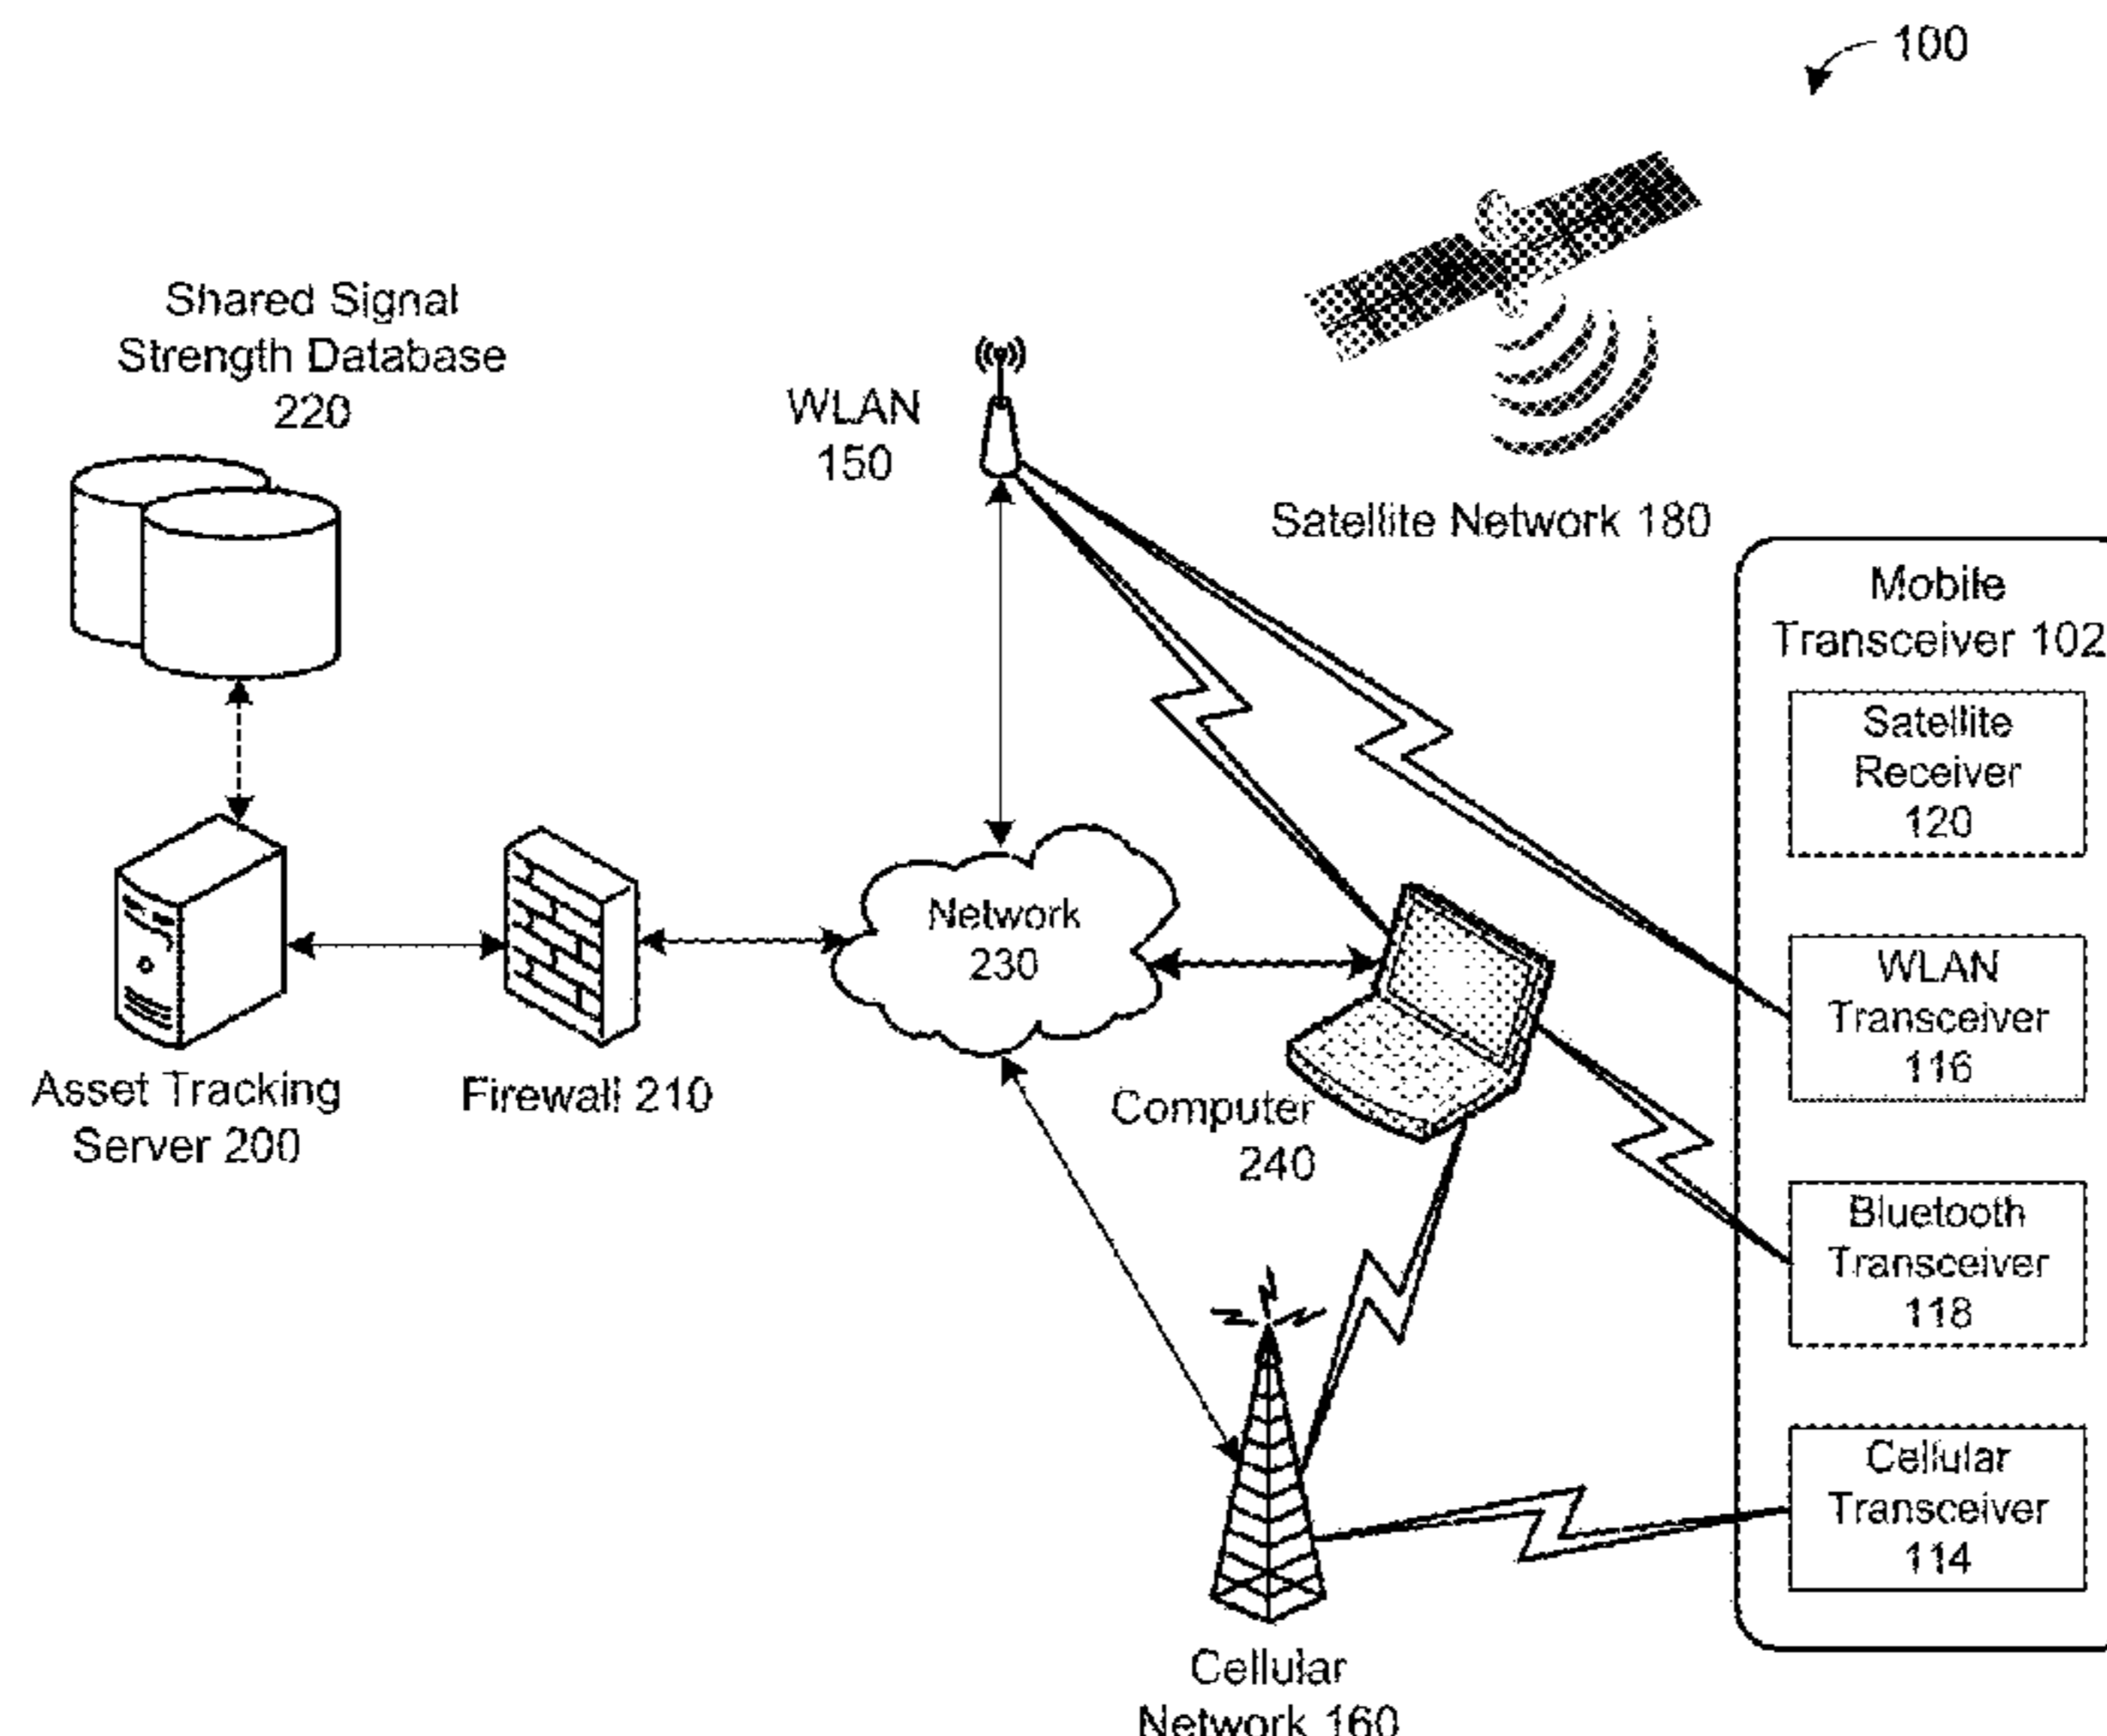 100
Shared Signal
Strength Database
220
WLAN
150
Satellite Network 180
Mobile
Transceiver 102
Satellite
Receiver
120
Network
230
WLAN
Transceiver
116
Asset Tracking
Server 200
Firewall 210
Computer
240
Bluetooth
Transceiver
118
Cellular
Transceiver
114
Cellular
Network 160